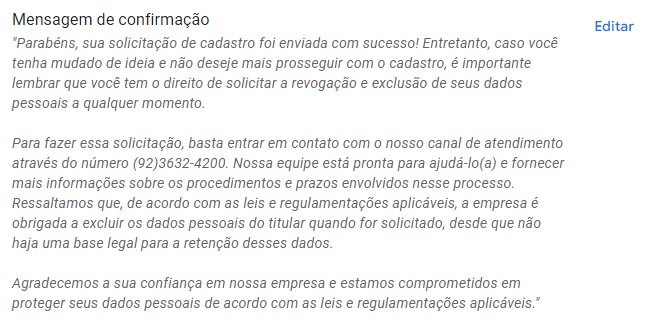 Mensagem de confirmação
Editar
"Parabéns, sua solicitação de cadastro foi enviada com sucesso! Entretanto, caso você
tenha mudado de ideia e não deseje mais prosseguir com o cadastro, é importante
lembrar que você tem o direito de solicitar a revogação e exclusão de seus dados
pessoais a qualquer momento.
Para fazer essa solicitação, basta entrar em contato com o nosso canal de atendimento
através do número (92)3632-4200. Nossa equipe está pronta para ajudá-lo(a) e fornecer
mais informações sobre os procedimentos e prazos envolvidos nesse processo.
Ressaltamos que, de acordo com as leis e regulamentações aplicáveis, a empresa é
obrigada a excluir os dados pessoais do titular quando for solicitado, desde que não
haja uma base legal para a retenção desses dados.
Agradecemos a sua confiança em nossa empresa e estamos comprometidos em
proteger seus dados pessoais de acordo com as leis e regulamentações aplicáveis."